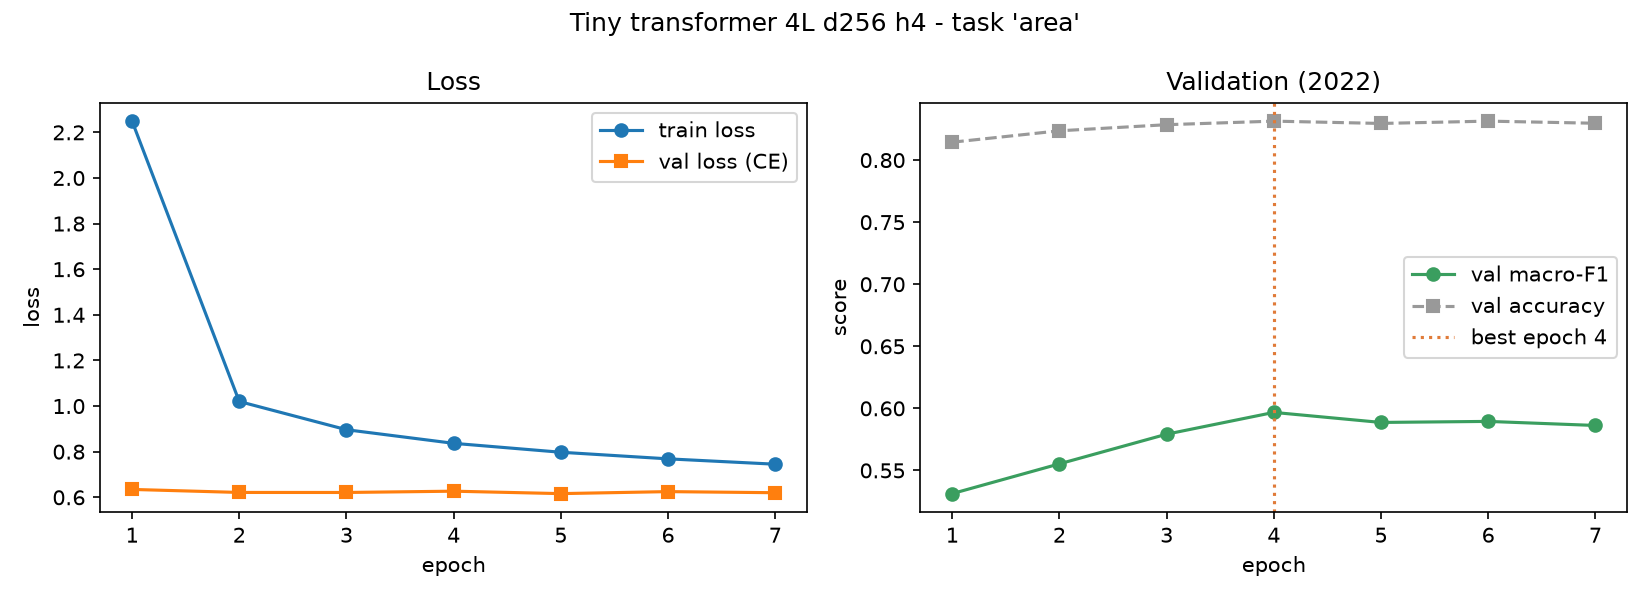 Tiny transformer 4L d256 h4 - task 'area'
Loss
2.2
2.0
1.8
1.6
1.4
1.2
1.0
0.8
0.6
loss
train loss
val loss (CE)
1 2 3 4 5 6 7
epoch
Validation (2022)
0.80
0.75
0.70
0.65
0.60
0.55
score
val macro-F1
val accuracy
best epoch 4
1 2 3 4 5 6 7
epoch